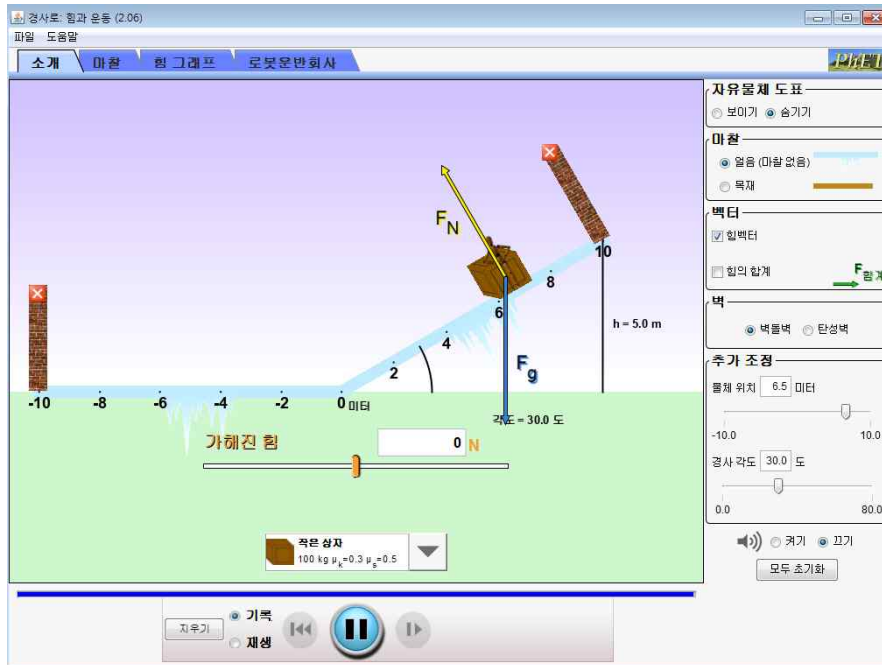 경사로: 힘과 운동 (2.06)
파일 도움말
소개 마찰 힘 그래프 로봇운반회사
PhET
자유물체 도표
보이기 숨기기
마찰
얼음 (마찰 없음)
목재
벡터
힘벡터
힘의 합계 F합계
벽
벽돌벽 탄성벽
추가 조정
물체 위치 6.5 미터
-10.0 10.0
경사 각도 30.0 도
0.0 80.0
켜기 끄기
모두 초기화
F_N
10
8
6
h = 5.0 m
4
F_g
2
-10 -8 -6 -4 -2 0 미터
각도 = 30.0 도
가해진 힘 0 N
작은 상자
100 kg μk=0.3 μs=0.5
지우기 기록
재생